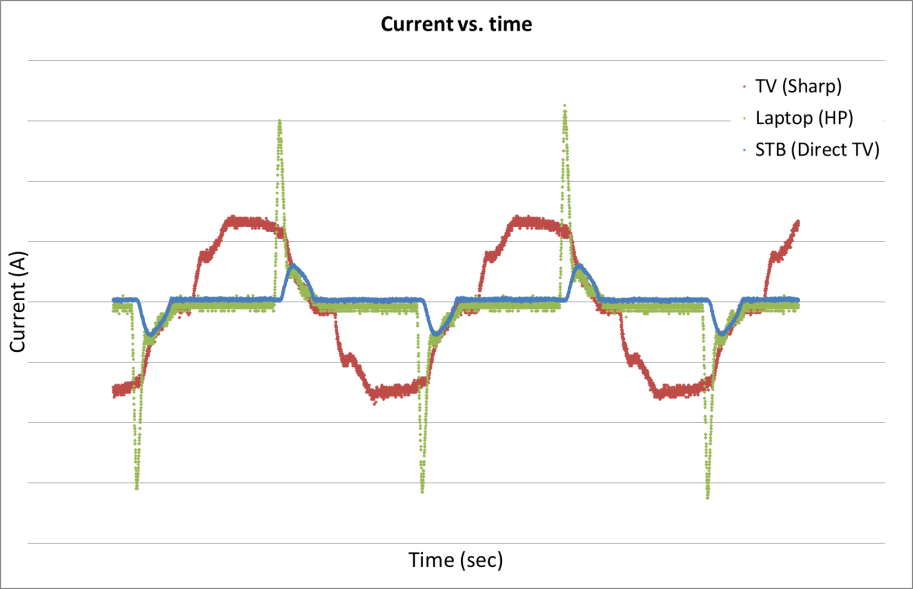 Current vs. time
TV (Sharp)
Laptop (HP)
STB (Direct TV)
Current (A)
Time (sec)